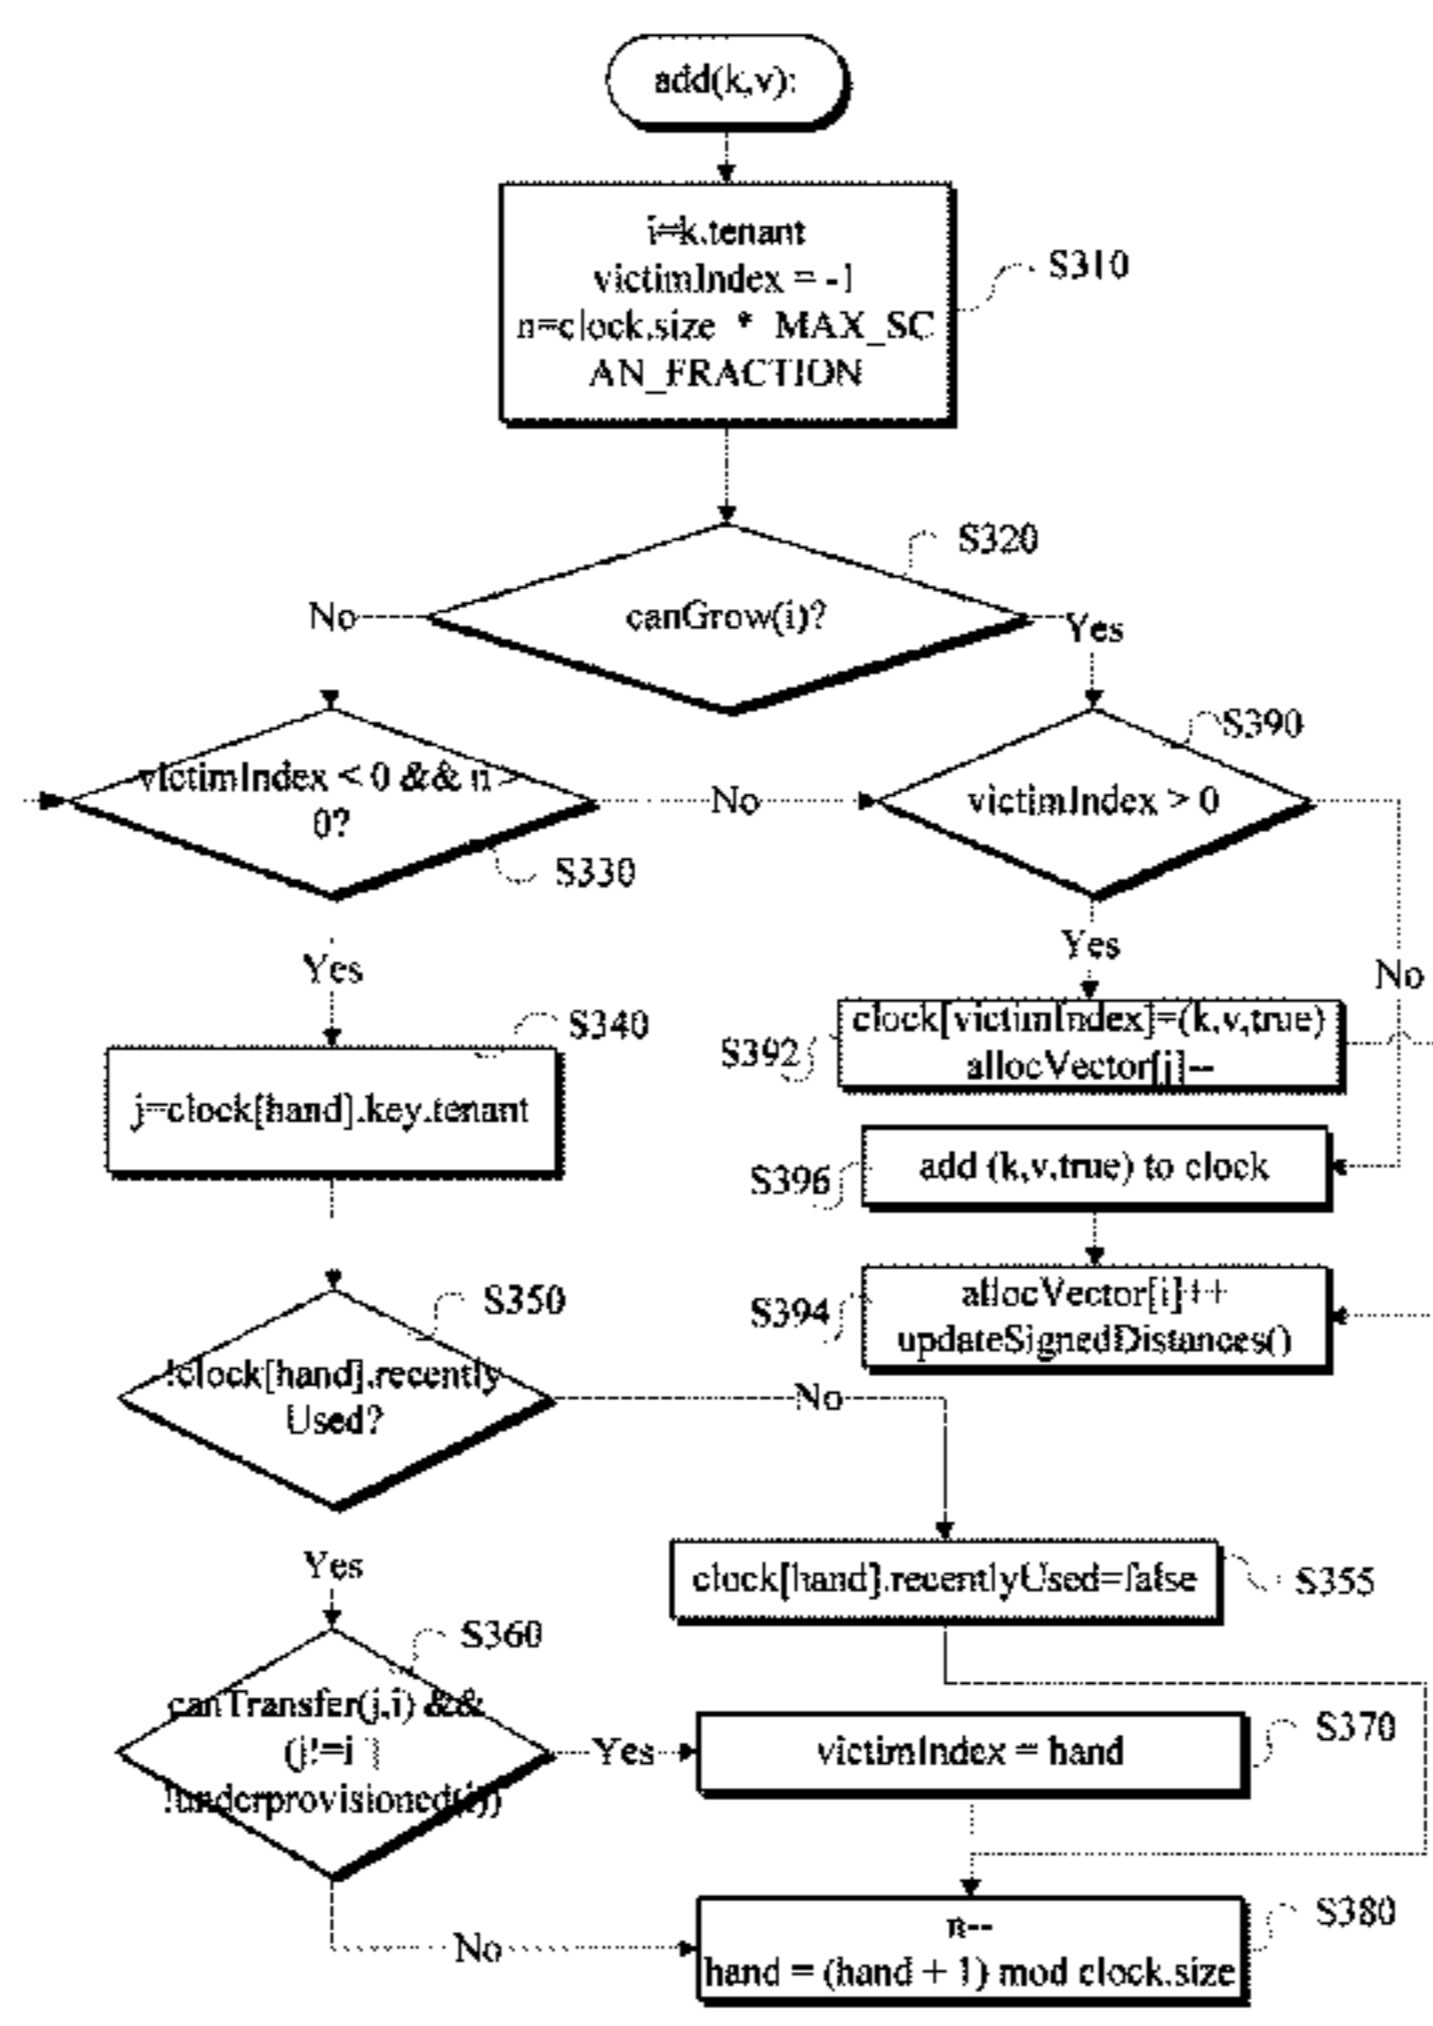 add(k,v):
i=k.tenant
victimIndex = -1
n=clock.size * MAX_SC
AN_FRACTION
S310
S320
canGrow(i)?
No
Yes
S390
victimIndex < 0 && n >
0?
S330
No
victimIndex > 0
Yes
Yes
No
S340
clock[victimIndex]=(k,v,true)
allocVector[j]--
S392
j=clock[hand].key.tenant
add (k,v,true) to clock
S396
S350
allocVector[i]++
updateSignedDistances()
S394
!clock[hand].recently
Used?
No
Yes
clock[hand].recentlyUsed=false
S355
S360
canTransfer(j,i) &&
(j!=i
!underprovisioned(i))
Yes
victimIndex = hand
S370
No
n--
hand = (hand + 1) mod clock.size
S380